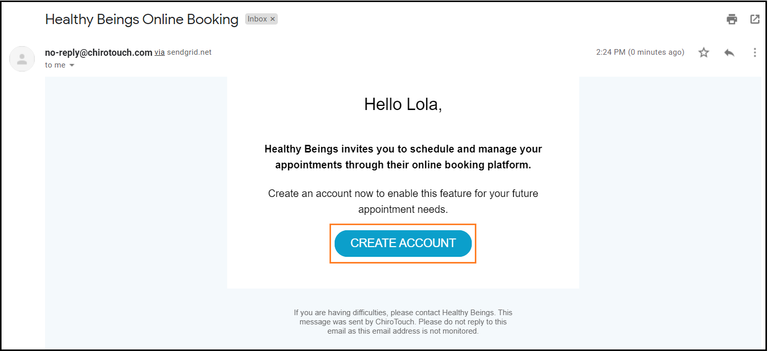 Healthy Beings Online Booking Inbox ×
no-reply@chirotouch.com via sendgrid.net 2:24 PM (0 minutes ago)
to me
Hello Lola,
Healthy Beings invites you to schedule and manage your
appointments through their online booking platform.
Create an account now to enable this feature for your future
appointment needs.
CREATE ACCOUNT
If you are having difficulties, please contact Healthy Beings. This
message was sent by ChiroTouch. Please do not reply to this
email as this email address is not monitored.